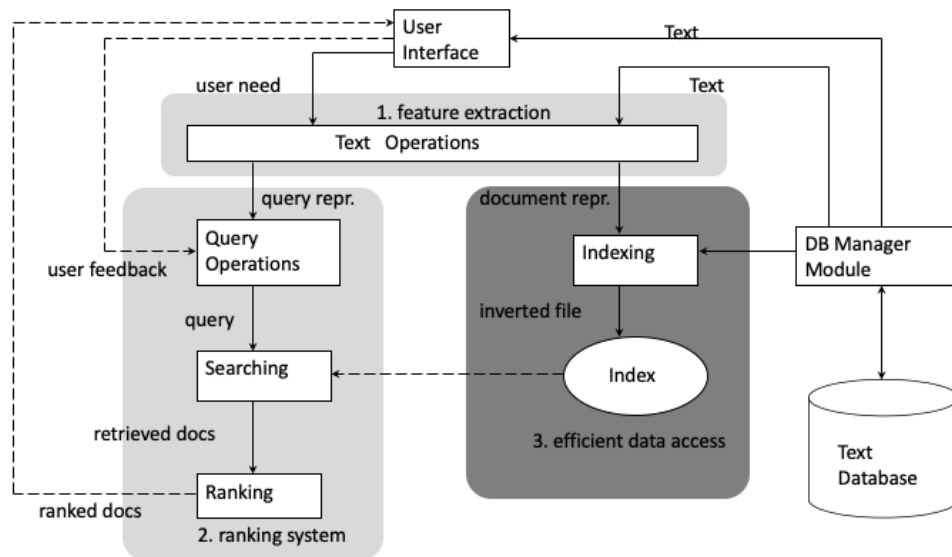 User
Interface
Text
user need
Text
1. feature extraction
Text Operations
query repr.
document repr.
Query
Operations
user feedback
Indexing
DB Manager
Module
query
inverted file
Searching
Index
retrieved docs
3. efficient data access
Text
Database
Ranking
ranked docs
2. ranking system